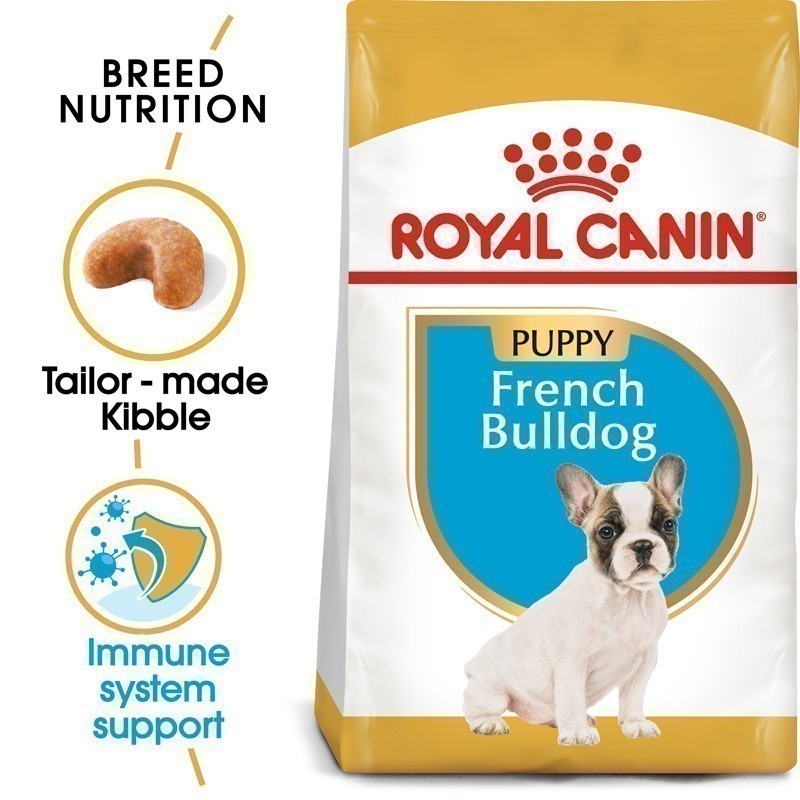 BREED
NUTRITION
Tailor - made
Kibble
Immune
system
support
ROYAL CANIN®
PUPPY
French
Bulldog